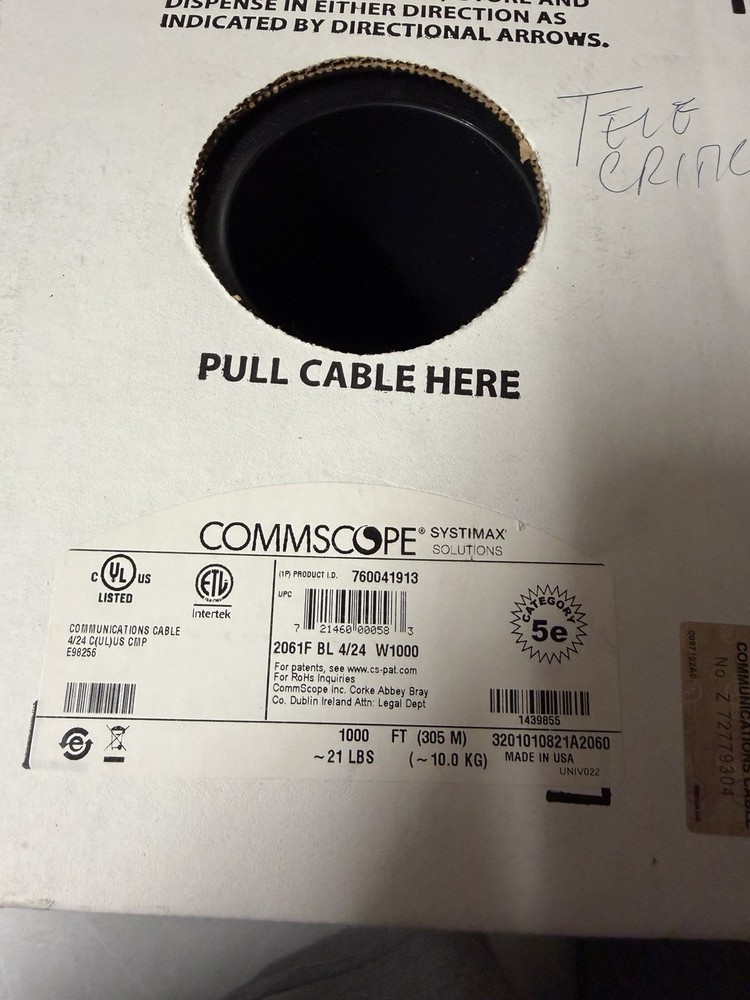 STORE AND
DISPENSE IN EITHER DIRECTION AS
INDICATED BY DIRECTIONAL ARROWS.
TELE
CRITIC
PULL CABLE HERE
COMMSCOPE® SYSTIMAX®
SOLUTIONS
C UL US
LISTED
ETL
Intertek
(1P) PRODUCT I.D. 760041913
UPC
7 21460 00058 3
COMMUNICATIONS CABLE
4/24 C(UL)US CMP
E98256
2061F BL 4/24 W1000
For patents, see www.cs-pat.com
For RoHs Inquiries
CommScope Inc. Corke Abbey Bray
Co. Dublin Ireland Attn: Legal Dept
CATEGORY
5e
1439855
1000 FT (305 M) 3201010821A2060
~21 LBS (~10.0 KG) MADE IN USA
UNIV02Z
COMMUNICATIONS CABLE
No. Z 72779304